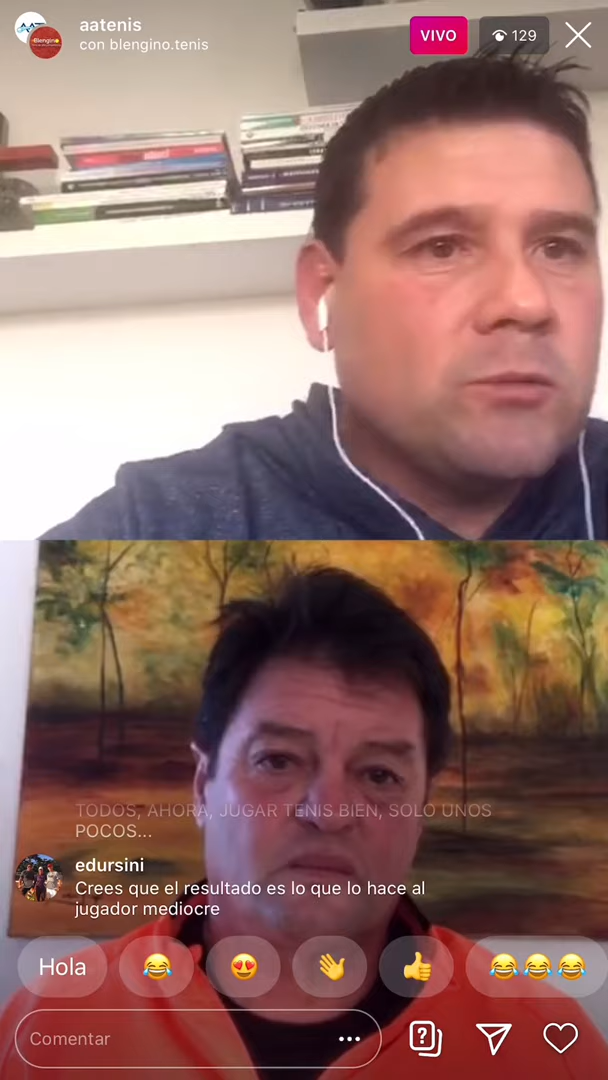 aatenis
con blengino.tenis
VIVO
129
Blengino
TODOS, AHORA, JUGAR TENIS BIEN, SOLO UNOS
POCOS...
edursini
Crees que el resultado es lo que lo hace al
jugador mediocre
Hola
Comentar